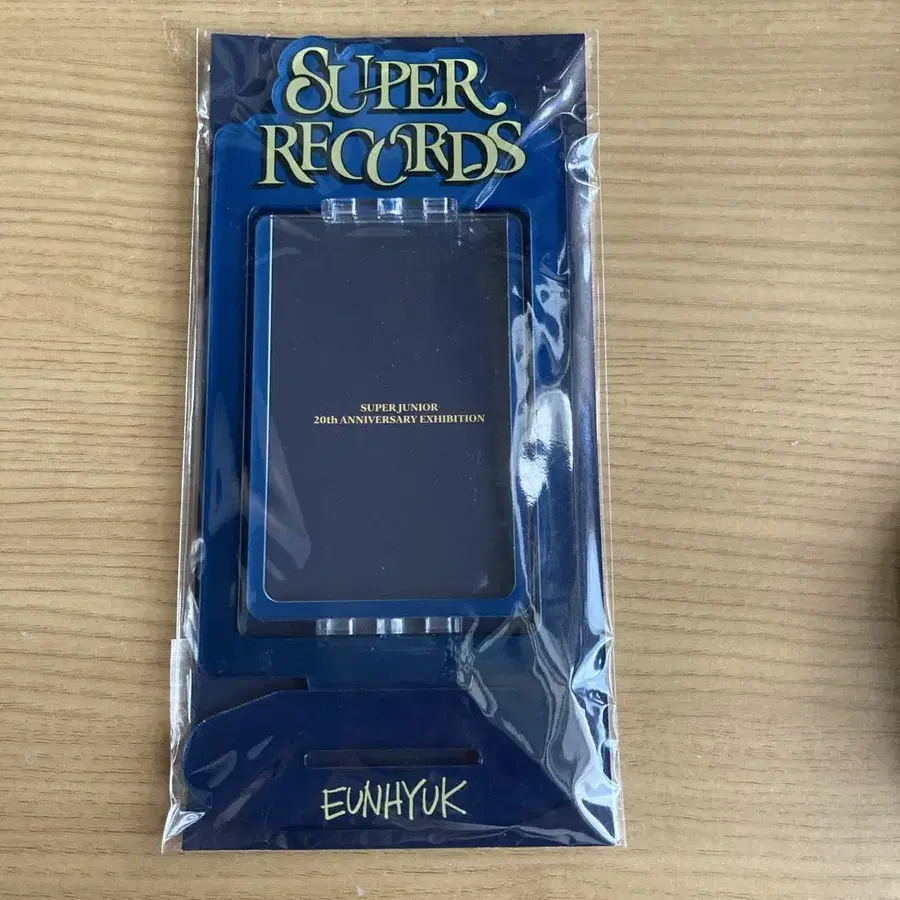 SUPER
RECORDS
SUPER JUNIOR
20th ANNIVERSARY EXHIBITION
EUNHYUK